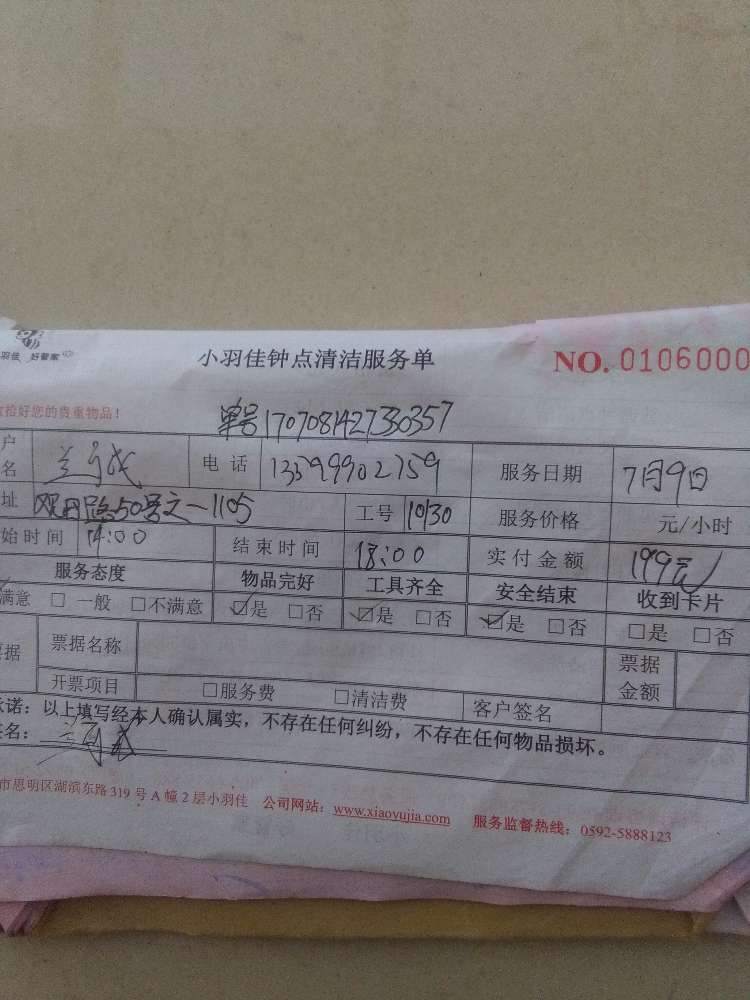 羽佳 好管家
小羽佳钟点清洁服务单 NO. 0106000
拾好您的贵重物品！
单号170708142730357
户名 电话 13599902759 服务日期 7月9日
址 50号之一1105 工号 10130 服务价格 元/小时
始时间 14:00 结束时间 18:00 实付金额 199元
服务态度 物品完好 工具齐全 安全结束 收到卡片
满意 □一般 □不满意 ☑是 □否 ☑是 □否 ☑是 □否 □是 □否
据 票据名称 票据金额
开票项目 □服务费 □清洁费 客户签名
承诺：以上填写经本人确认属实，不存在任何纠纷，不存在任何物品损坏。
签名：
市思明区湖滨东路 319 号 A 幢 2 层小羽佳 公司网站：www.xiaoyujia.com 服务监督热线：0592-5888123